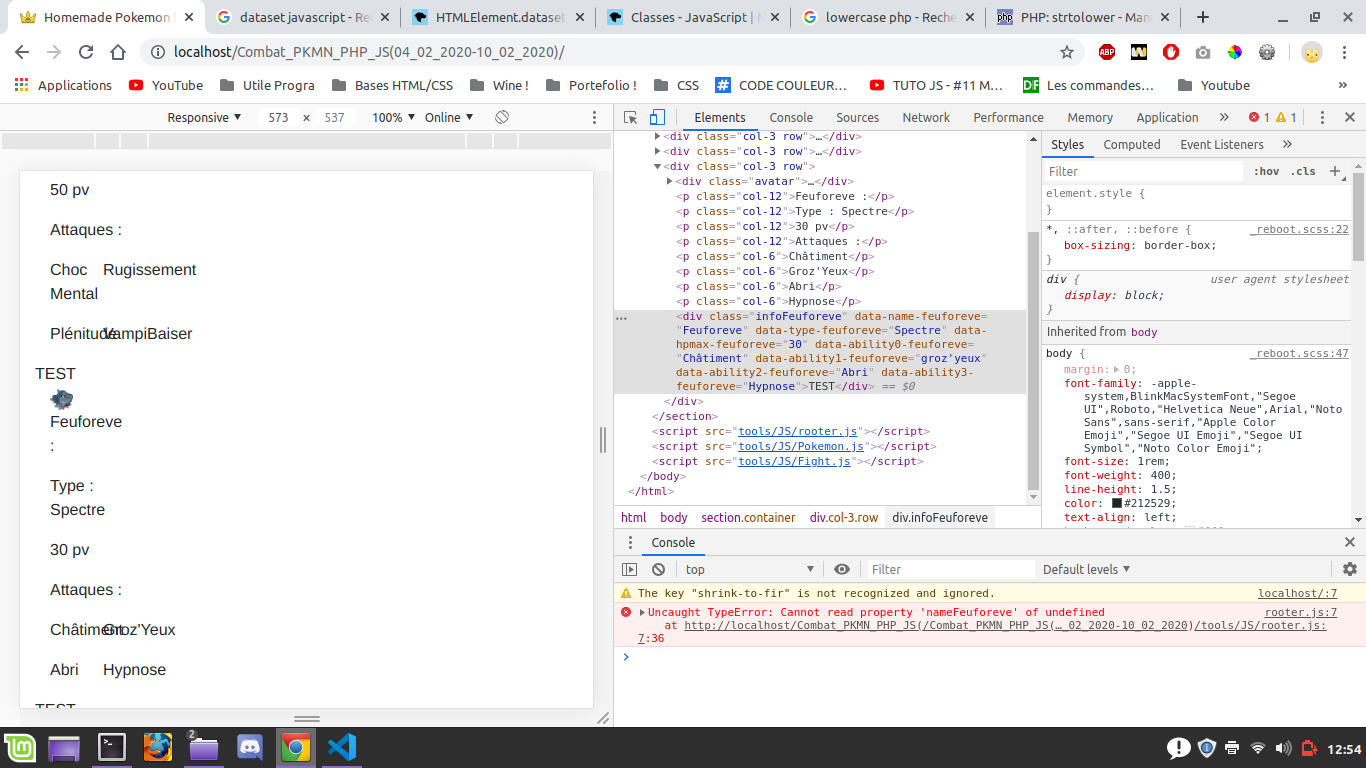 Homemade Pokemon
dataset javascript - Re
HTMLElement.dataset
Classes - JavaScript | M
lowercase php - Reche
php
PHP: strtolower - Man
localhost/Combat_PKMN_PHP_JS(04_02_2020-10_02_2020)/
ABP
W
Applications
YouTube
Utile Progra
Bases HTML/CSS
Wine !
Portefolio !
CSS
# CODE COULEUR…
TUTO JS - #11 M…
DF Les commandes…
Youtube
»
Responsive ▼ 573 × 537 100% ▼ Online ▼
Elements Console Sources Network Performance Memory Application » 1 1
50 pv
Attaques :
Choc Rugissement
Mental
Plénitude VampiBaiser
TEST
Feuforeve
:
Type :
Spectre
30 pv
Attaques :
Châtiment Groz'Yeux
Abri Hypnose
TEST
▶<div class="col-3 row">…</div>
▶<div class="col-3 row">…</div>
▼<div class="col-3 row">
▶<div class="avatar">…</div>
<p class="col-12">Feuforeve :</p>
<p class="col-12">Type : Spectre</p>
<p class="col-12">30 pv</p>
<p class="col-12">Attaques :</p>
<p class="col-6">Châtiment</p>
<p class="col-6">Groz'Yeux</p>
<p class="col-6">Abri</p>
<p class="col-6">Hypnose</p>
… <div class="infoFeuforeve" data-name-feuforeve=
"Feuforeve" data-type-feuforeve="Spectre" data-
hpmax-feuforeve="30" data-ability0-feuforeve=
"Châtiment" data-ability1-feuforeve="groz'yeux"
data-ability2-feuforeve="Abri" data-ability3-
feuforeve="Hypnose">TEST</div> == $0
</div>
</section>
<script src="tools/JS/rooter.js"></script>
<script src="tools/JS/Pokemon.js"></script>
<script src="tools/JS/Fight.js"></script>
</body>
</html>
html body section.container div.col-3.row div.infoFeuforeve
Styles Computed Event Listeners »
Filter :hov .cls +
element.style {
}
*, ::after, ::before { _reboot.scss:22
box-sizing: border-box;
}
div { user agent stylesheet
display: block;
}
Inherited from body
body { _reboot.scss:47
margin:▶ 0;
font-family: -apple-
system,BlinkMacSystemFont,"Segoe
UI",Roboto,"Helvetica Neue",Arial,"Noto
Sans",sans-serif,"Apple Color
Emoji","Segoe UI Emoji","Segoe UI
Symbol","Noto Color Emoji";
font-size: 1rem;
font-weight: 400;
line-height: 1.5;
color: #212529;
text-align: left;
Console
top ▼ Filter Default levels ▼
The key "shrink-to-fir" is not recognized and ignored. localhost/:7
▶Uncaught TypeError: Cannot read property 'nameFeuforeve' of undefined rooter.js:7
at http://localhost/Combat_PKMN_PHP_JS(/Combat_PKMN_PHP_JS(…_02_2020-10_02_2020)/tools/JS/rooter.js:
7:36
2
12:54